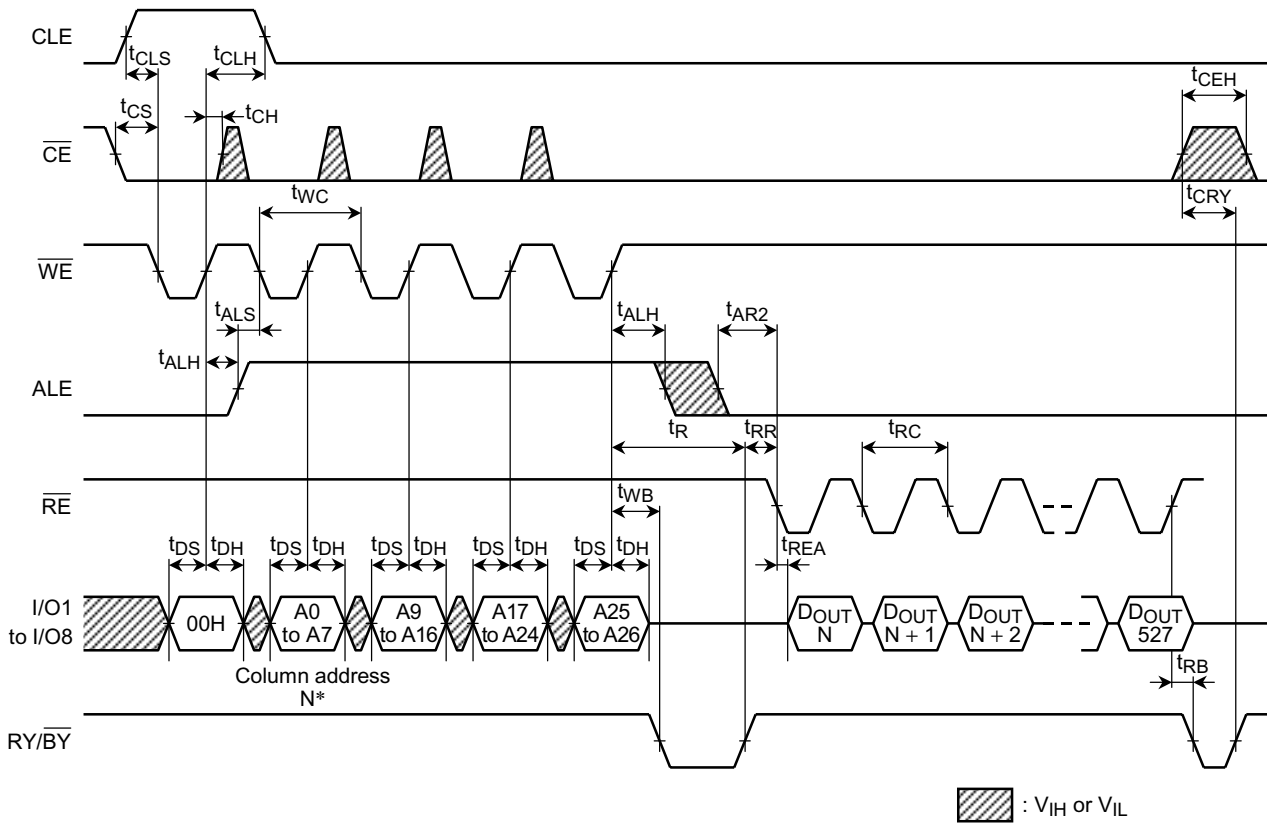 CLE
tCLS
tCLH
tCEH
tCS
tCH
CE
tWC
tCRY
WE
tALS
tALH
tAR2
tALH
ALE
tR
tRR
tRC
RE
tWB
tDS
tDH
tDS
tDH
tDS
tDH
tDS
tDH
tDS
tDH
tREA
I/O1
to I/O8
00H
A0
to A7
A9
to A16
A17
to A24
A25
to A26
DOUT
N
DOUT
N + 1
DOUT
N + 2
DOUT
527
Column address
N*
tRB
RY/BY
: VIH or VIL